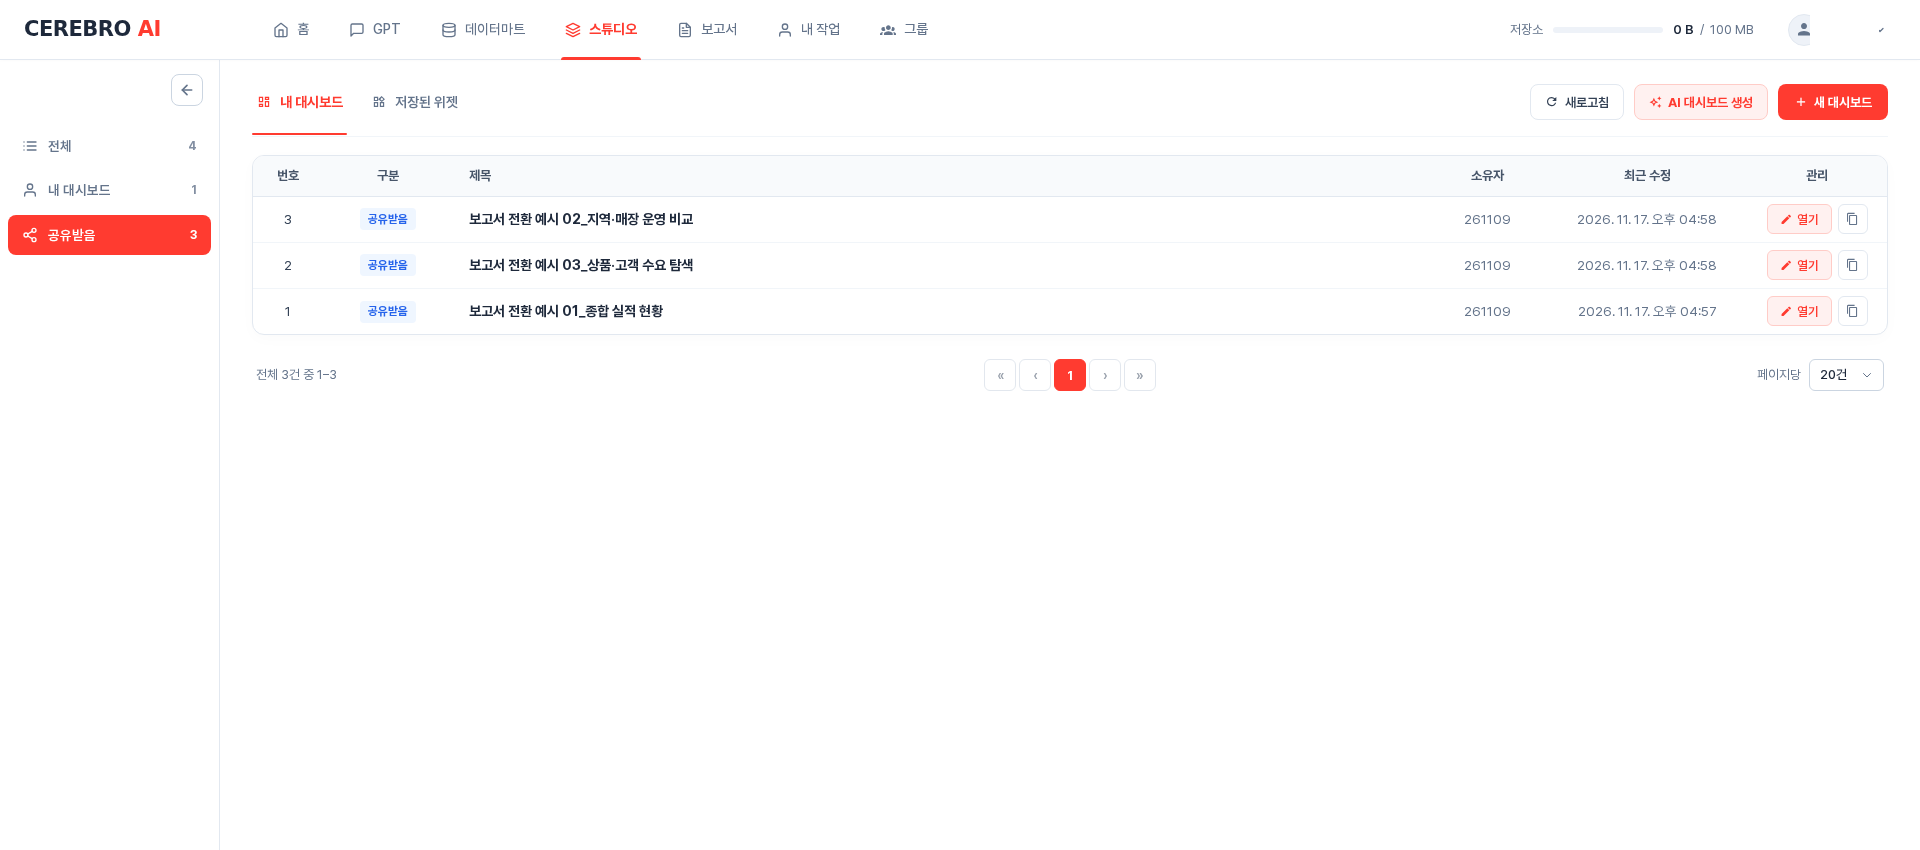 CEREBRO AI
홈
GPT
데이터마트
스튜디오
보고서
내 작업
그룹
저장소
0 B / 100 MB
전체 4
내 대시보드 1
공유받음 3
내 대시보드
저장된 위젯
새로고침
AI 대시보드 생성
+ 새 대시보드
번호 구분 제목 소유자 최근 수정 관리
3 공유받음 보고서 전환 예시 02_지역·매장 운영 비교 261109 2026. 11. 17. 오후 04:58 열기
2 공유받음 보고서 전환 예시 03_상품·고객 수요 탐색 261109 2026. 11. 17. 오후 04:58 열기
1 공유받음 보고서 전환 예시 01_종합 실적 현황 261109 2026. 11. 17. 오후 04:57 열기
전체 3건 중 1–3
« ‹ 1 › »
페이지당 20건